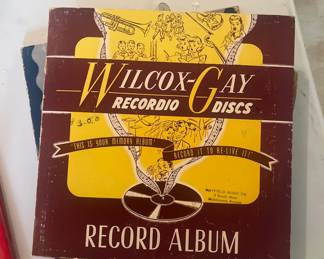 WILCOX-GAY
RECORDIO DISCS
"THIS IS YOUR MEMORY ALBUM"
RECORD IT TO RE-LIVE IT!
RECORD ALBUM